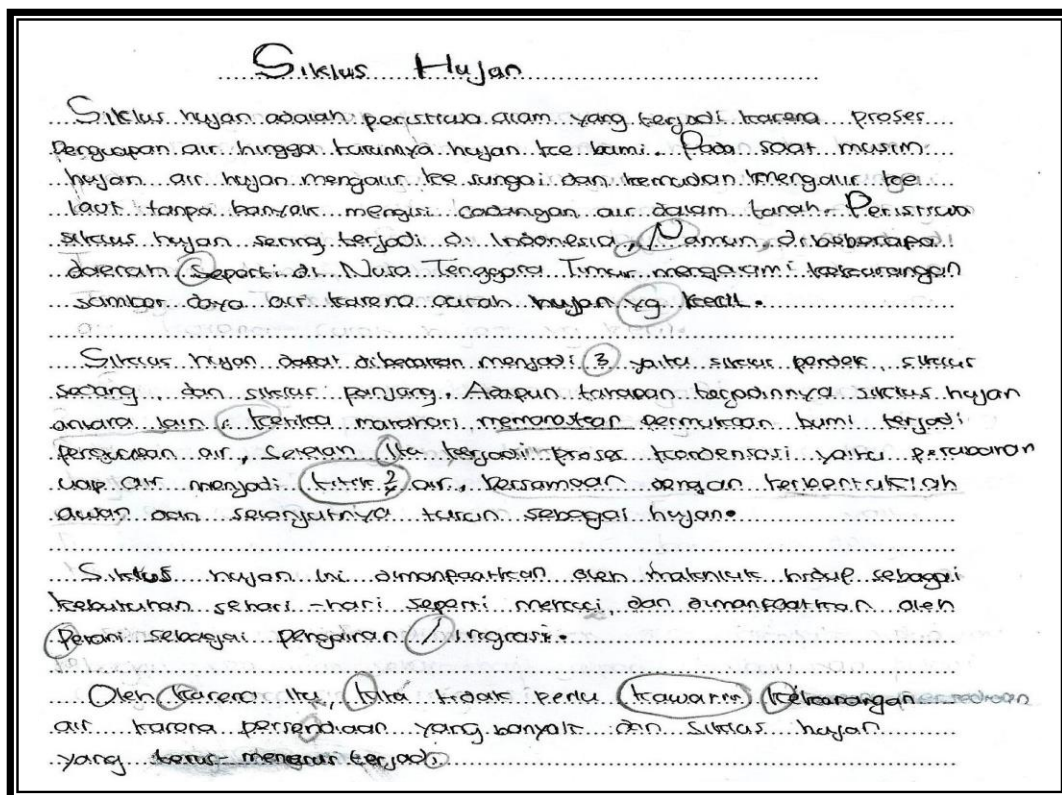 Siklus Hujan
Siklus hujan adalah peristiwa alam yang terjadi karena proses
Penguapan air hingga turunnya hujan ke bumi. Pada saat musim
hujan air hujan mengalir ke sungai dan kemudian mengalir ke
laut tanpa banyak mengisi cadangan air dalam tanah. Peristiwa
siklus hujan sering terjadi di Indonesia, Namun, di beberapa
daerah Seperti di Nusa Tenggara Timur mengalami kekurangan
sumber daya air karena curah hujan yg kecil.
Siklus hujan dapat dibedakan menjadi 3 yaitu siklus pendek, siklus
sedang, dan siklus panjang. Adapun tahapan terjadinnya siklus hujan
antara lain : ketika matahari memanaskan permukaan bumi terjadi
penguapan air, Setelah Itu terjadi proses kondensasi yaitu perubahan
uap air menjadi titik2 air, bersamaan dengan terbentuklah
awan dan selanjutnya turun sebagai hujan.
Siklus hujan ini dimanfaatkan oleh makhluk hidup sebagai
kebutuhan sehari-hari seperti mencuci, dan dimanfaatkan oleh
Petani sebagai pengairan / irigrasi.
Oleh karena itu, kita tidak perlu kawatir kekurangan
air karena persendiaan yang banyak dan siklus hujan
yang terus-menerus terjadi.